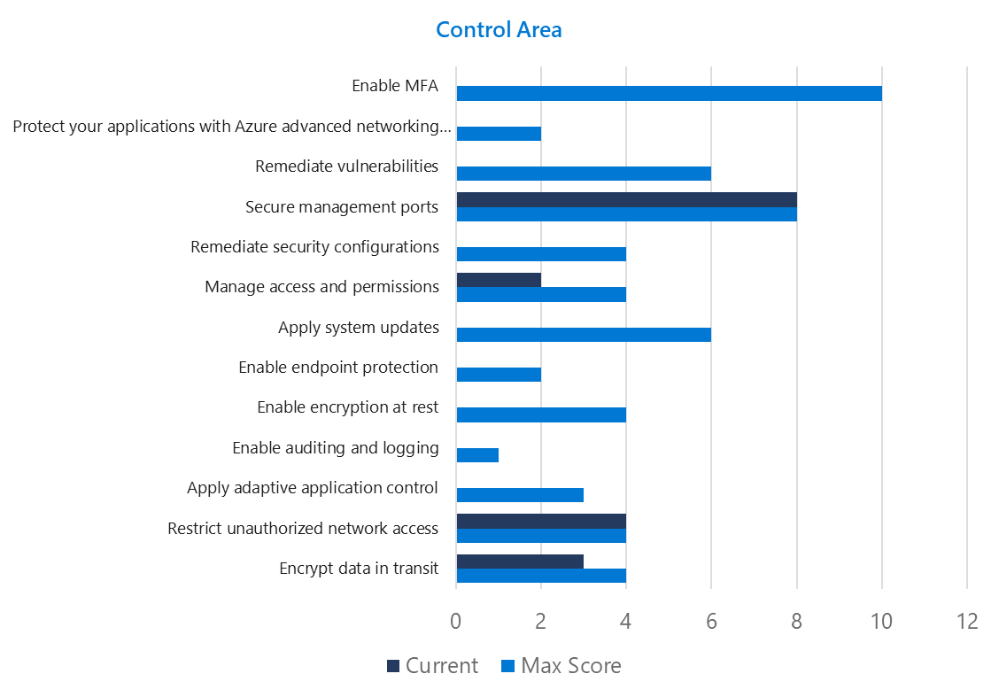 Control Area
Enable MFA
Protect your applications with Azure advanced networking...
Remediate vulnerabilities
Secure management ports
Remediate security configurations
Manage access and permissions
Apply system updates
Enable endpoint protection
Enable encryption at rest
Enable auditing and logging
Apply adaptive application control
Restrict unauthorized network access
Encrypt data in transit
0 2 4 6 8 10 12
Current Max Score